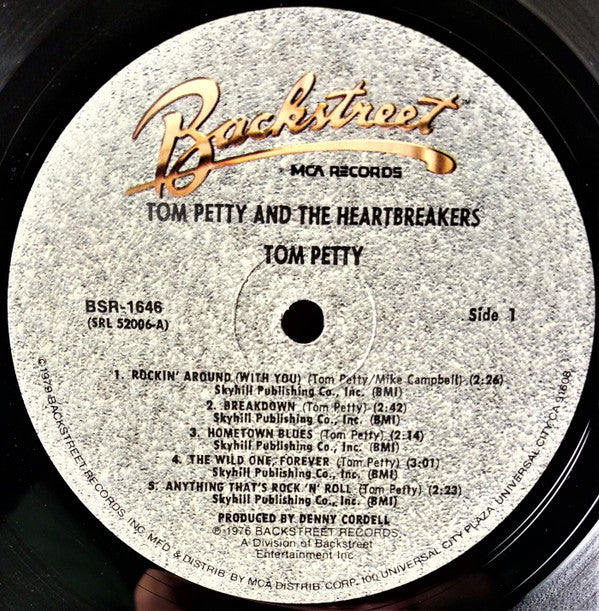 Backstreet™
MCA RECORDS
TOM PETTY AND THE HEARTBREAKERS
TOM PETTY
BSR-1646
(SRL 52006-A)
Side 1
1. ROCKIN' AROUND (WITH YOU) (Tom Petty/Mike Campbell) (2:26)
Skyhill Publishing Co., Inc. (BMI)
2. BREAKDOWN (Tom Petty) (2:42)
Skyhill Publishing Co., Inc. (BMI)
3. HOMETOWN BLUES (Tom Petty) (2:14)
Skyhill Publishing Co., Inc. (BMI)
4. THE WILD ONE, FOREVER (Tom Petty) (3:01)
Skyhill Publishing Co., Inc. (BMI)
5. ANYTHING THAT'S ROCK 'N' ROLL (Tom Petty) (2:23)
Skyhill Publishing Co., Inc. (BMI)
PRODUCED BY DENNY CORDELL
℗ 1976 BACKSTREET RECORDS,
A Division of Backstreet
Entertainment Inc.
©1979 BACKSTREET RECORDS, INC. MFD. & DISTRIB. BY MCA DISTRIB. CORP. 100 UNIVERSAL CITY PLAZA, UNIVERSAL CITY, CA 91608